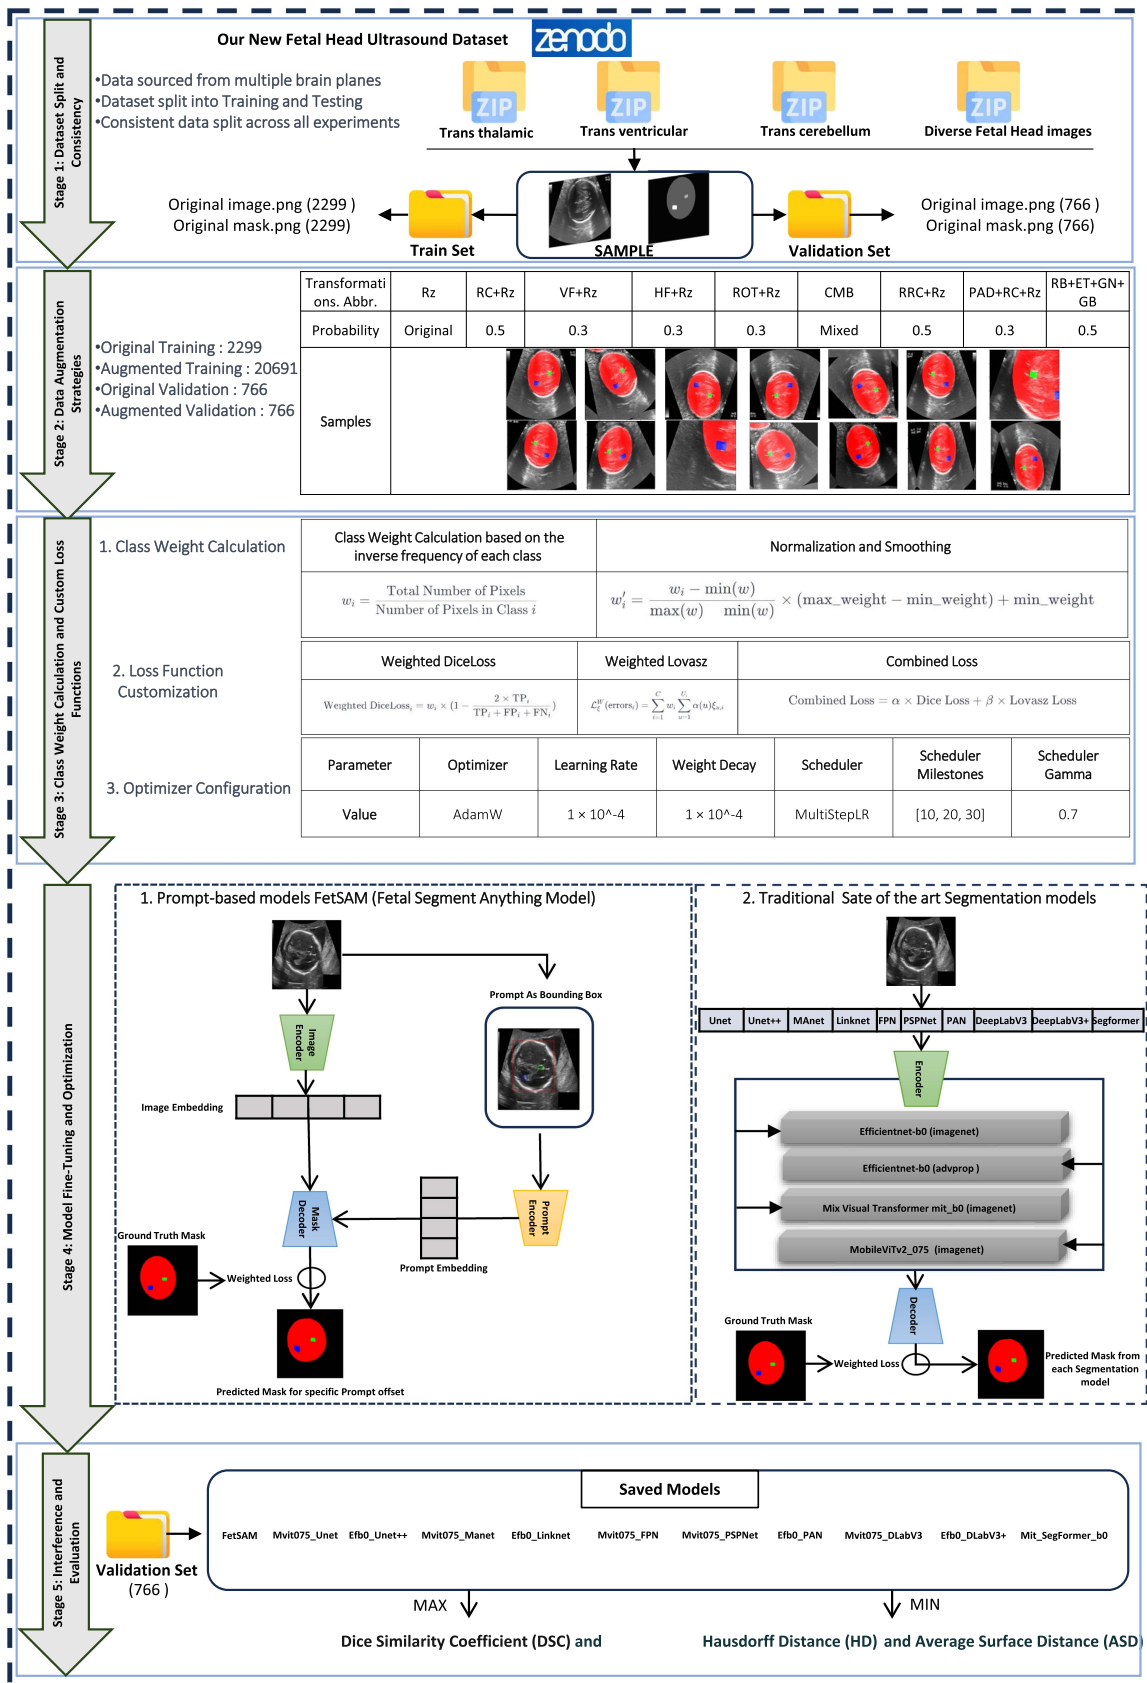 Our New Fetal Head Ultrasound Dataset
zenodo
Stage 1: Dataset Split and
Consistency
•Data sourced from multiple brain planes
•Dataset split into Training and Testing
•Consistent data split across all experiments
ZIP ZIP ZIP ZIP
Trans thalamic Trans ventricular Trans cerebellum Diverse Fetal Head images
Original image.png (2299 )
Original mask.png (2299)
Train Set
SAMPLE
Validation Set
Original image.png (766 )
Original mask.png (766)
Stage 2: Data Augmentation
Strategies
•Original Training : 2299
•Augmented Training : 20691
•Original Validation : 766
•Augmented Validation : 766
Transformati
ons. Abbr.
Rz RC+Rz VF+Rz HF+Rz ROT+Rz CMB RRC+Rz PAD+RC+Rz
RB+ET+GN+
GB
Probability Original 0.5 0.3 0.3 0.3 Mixed 0.5 0.3 0.5
Samples
Stage 3: Class Weight Calculation and Custom Loss
Functions
1. Class Weight Calculation
Class Weight Calculation based on the
inverse frequency of each class
Normalization and Smoothing
w_i = Total Number of Pixels / Number of Pixels in Class i
w'_i = w_i − min(w) / max(w) min(w) × (max_weight − min_weight) + min_weight
2. Loss Function
Customization
Weighted DiceLoss Weighted Lovasz Combined Loss
Weighted DiceLoss_i = w_i × (1 − 2 × TP_i / TP_i + FP_i + FN_i)
Combined Loss = α × Dice Loss + β × Lovasz Loss
3. Optimizer Configuration
Parameter Optimizer Learning Rate Weight Decay Scheduler
Scheduler
Milestones
Scheduler
Gamma
Value AdamW 1 × 10^-4 1 × 10^-4 MultiStepLR [10, 20, 30] 0.7
Stage 4: Model Fine-Tuning and Optimization
1. Prompt-based models FetSAM (Fetal Segment Anything Model)
Prompt As Bounding Box
Image
Encoder
Image Embedding
Mask
Decoder
Prompt
Encoder
Prompt Embedding
Ground Truth Mask
Weighted Loss
Predicted Mask for specific Prompt offset
2. Traditional Sate of the art Segmentation models
Unet Unet++ MAnet Linknet FPN PSPNet PAN DeepLabV3 DeepLabV3+ Segformer
Encoder
Efficientnet-b0 (imagenet)
Efficientnet-b0 (advprop )
Mix Visual Transformer mit_b0 (imagenet)
MobileViTv2_075 (imagenet)
Decoder
Ground Truth Mask
Weighted Loss
Predicted Mask from
each Segmentation
model
Stage 5: Interference and
Evaluation
Validation Set
(766 )
Saved Models
FetSAM Mvit075_Unet Efb0_Unet++ Mvit075_Manet Efb0_Linknet Mvit075_FPN Mvit075_PSPNet Efb0_PAN Mvit075_DLabV3 Efb0_DLabV3+ Mit_SegFormer_b0
MAX
MIN
Dice Similarity Coefficient (DSC) and
Hausdorff Distance (HD) and Average Surface Distance (ASD)